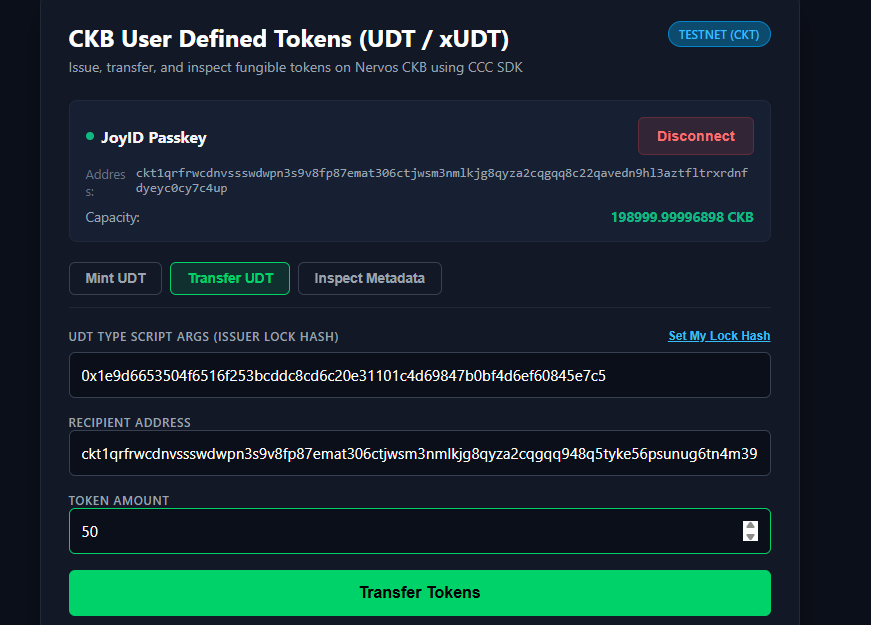 CKB User Defined Tokens (UDT / xUDT)
TESTNET (CKT)
Issue, transfer, and inspect fungible tokens on Nervos CKB using CCC SDK
JoyID Passkey
Disconnect
Address:
ckt1qrfrwcdnvssswdwpn3s9v8fp87emat306ctjwsm3nmlkjg8qyza2cqgqq8c22qavedn9hl3aztfltrxrdnf
dyeyc0cy7c4up
Capacity:
198999.99996898 CKB
Mint UDT
Transfer UDT
Inspect Metadata
UDT TYPE SCRIPT ARGS (ISSUER LOCK HASH)
Set My Lock Hash
0x1e9d6653504f6516f253bcddc8cd6c20e31101c4d69847b0bf4d6ef60845e7c5
RECIPIENT ADDRESS
ckt1qrfrwcdnvssswdwpn3s9v8fp87emat306ctjwsm3nmlkjg8qyza2cqgqq948q5tyke56psunug6tn4m39
TOKEN AMOUNT
50
Transfer Tokens